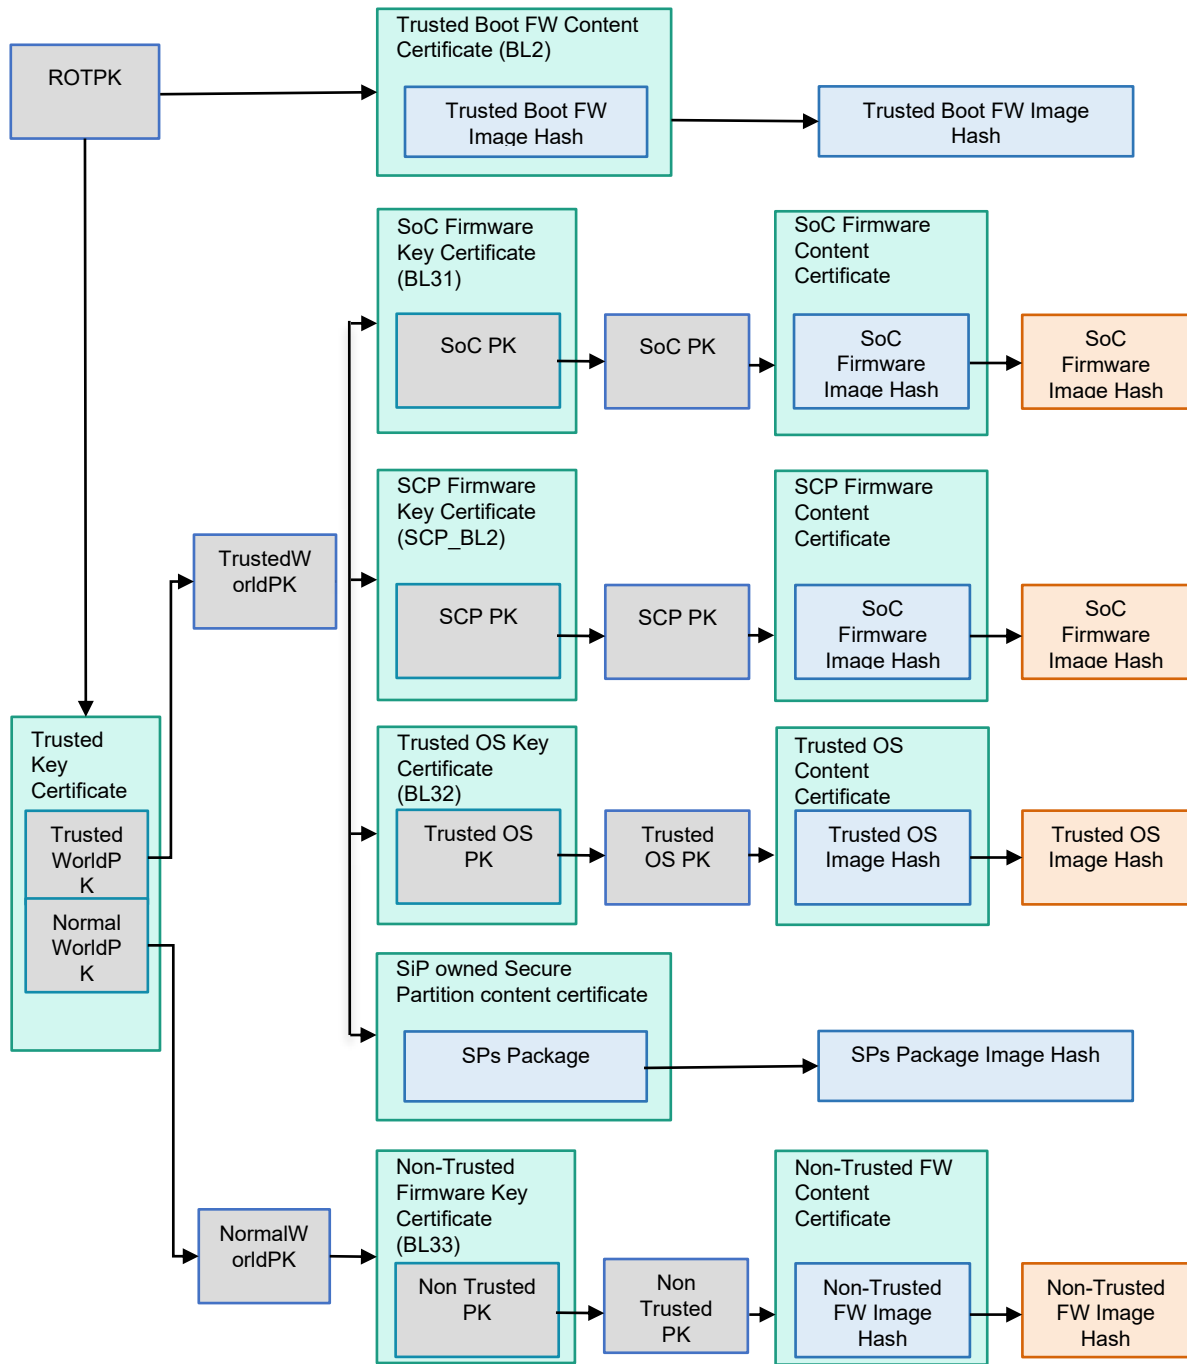 ROTPK
Trusted Boot FW Content
Certificate (BL2)
Trusted Boot FW
Image Hash
Trusted Boot FW Image
Hash
SoC Firmware
Key Certificate
(BL31)
SoC PK
SoC PK
SoC Firmware
Content
Certificate
SoC
Firmware
Image Hash
SoC
Firmware
Image Hash
SCP Firmware
Key Certificate
(SCP_BL2)
SCP PK
SCP PK
SCP Firmware
Content
Certificate
SoC
Firmware
Image Hash
SoC
Firmware
Image Hash
TrustedW
orldPK
Trusted
Key
Certificate
Trusted
WorldP
K
Normal
WorldP
K
Trusted OS Key
Certificate
(BL32)
Trusted OS
PK
Trusted
OS PK
Trusted OS
Content
Certificate
Trusted OS
Image Hash
Trusted OS
Image Hash
SiP owned Secure
Partition content certificate
SPs Package
SPs Package Image Hash
NormalW
orldPK
Non-Trusted
Firmware Key
Certificate
(BL33)
Non Trusted
PK
Non
Trusted
PK
Non-Trusted FW
Content
Certificate
Non-Trusted
FW Image
Hash
Non-Trusted
FW Image
Hash